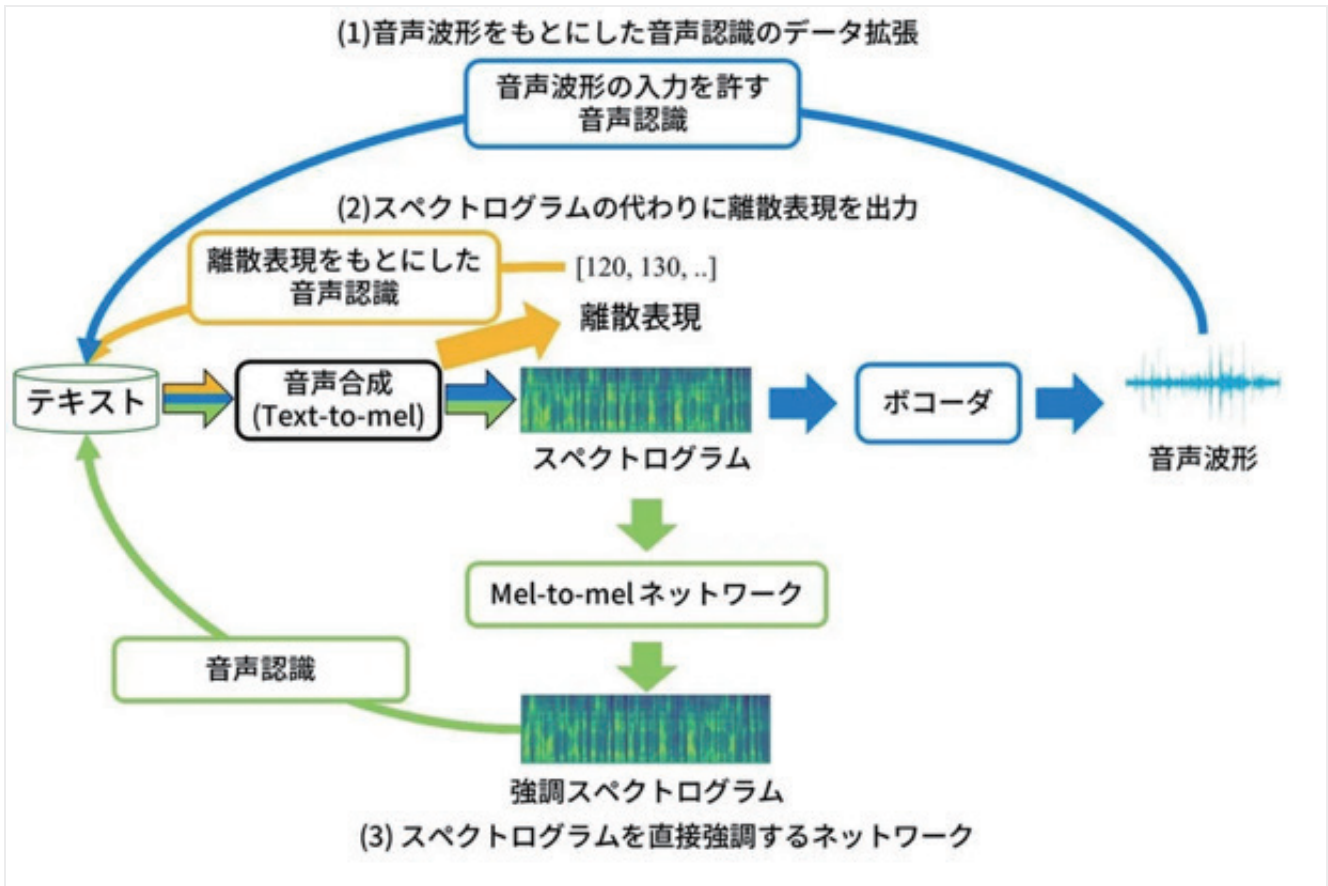 (1)音声波形をもとにした音声認識のデータ拡張
音声波形の入力を許す
音声認識
(2)スペクトログラムの代わりに離散表現を出力
離散表現をもとにした
音声認識
[120, 130, ..]
離散表現
テキスト
音声合成
(Text-to-mel)
スペクトログラム
ボコーダ
音声波形
Mel-to-melネットワーク
音声認識
強調スペクトログラム
(3) スペクトログラムを直接強調するネットワーク